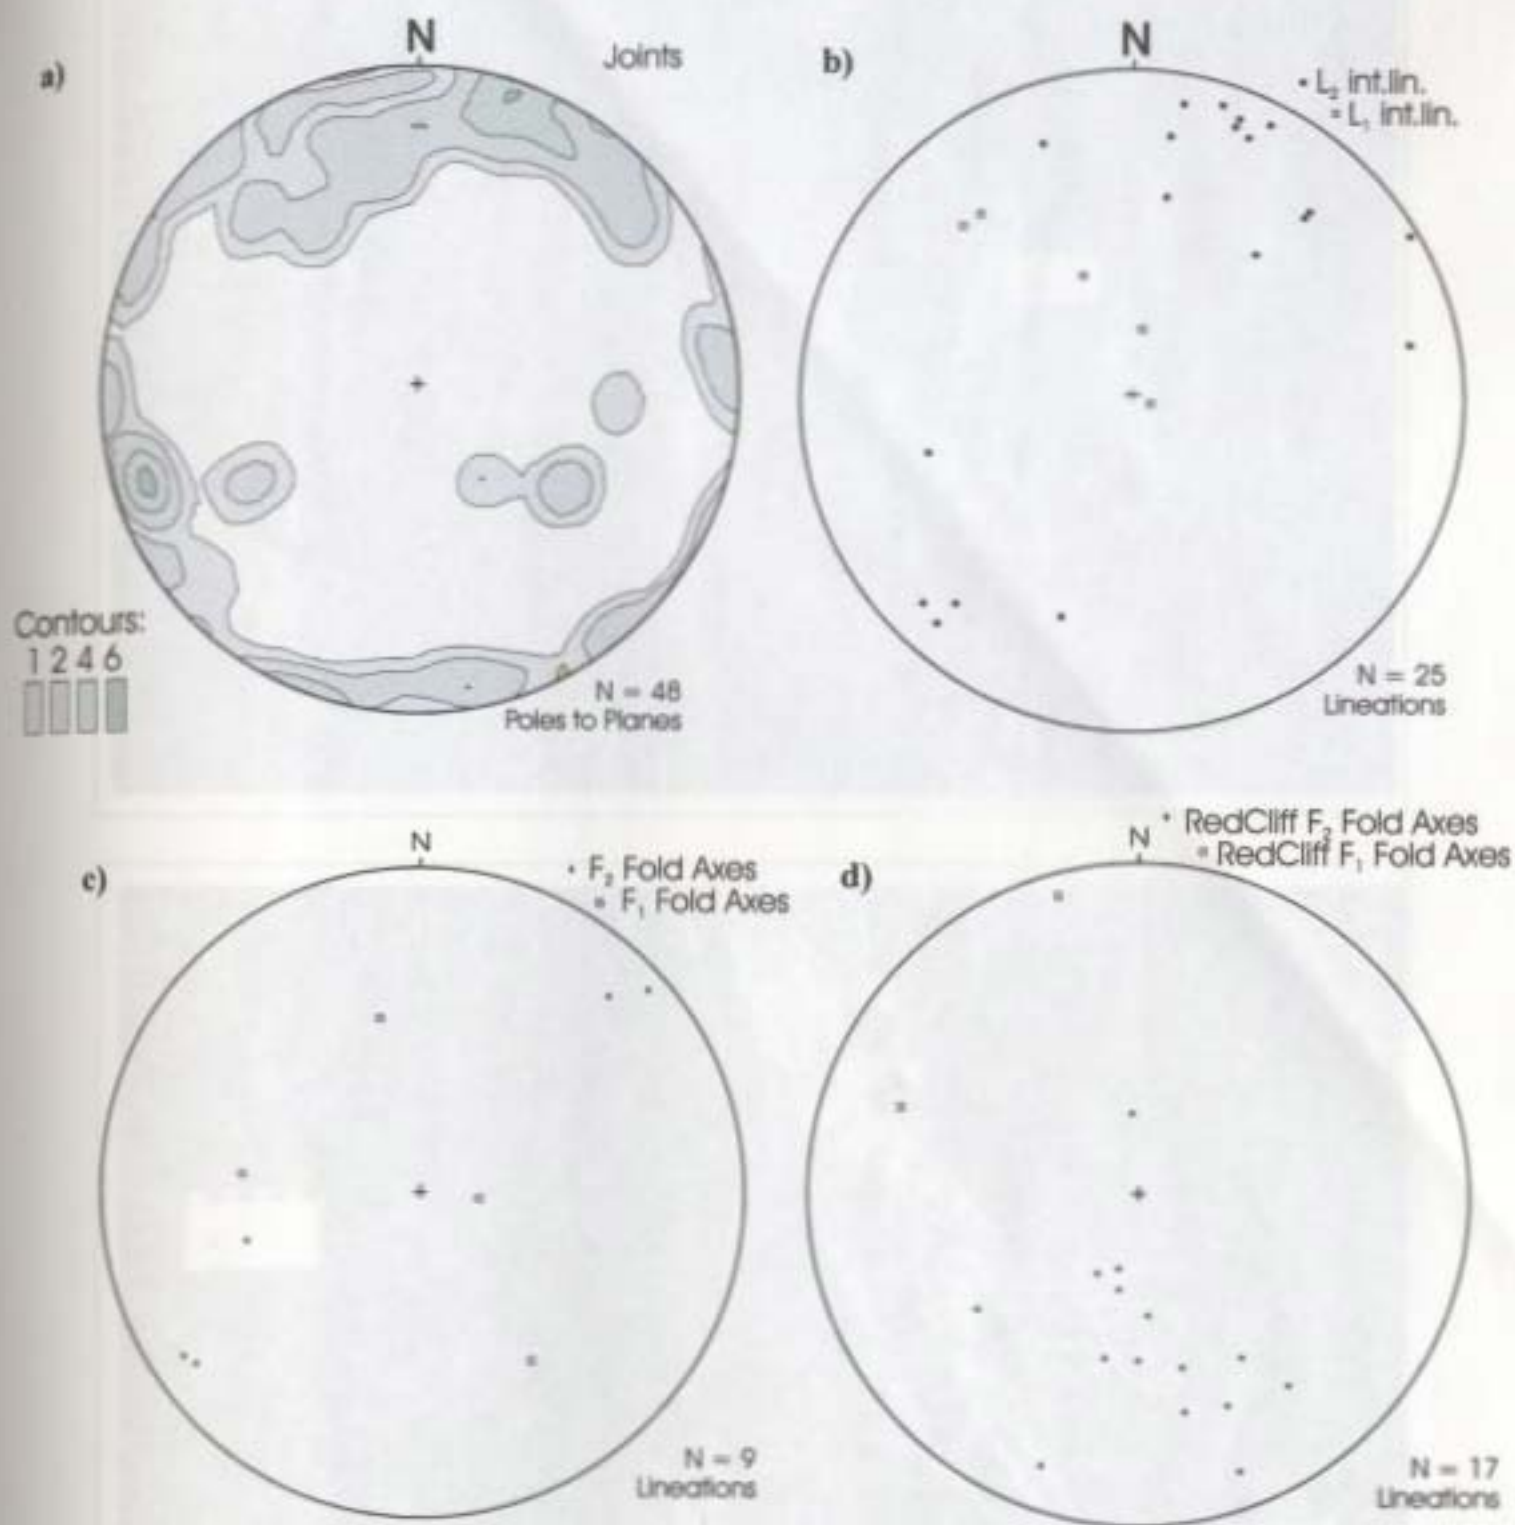 a)
N
Joints
Contours:
1 2 4 6
N = 48
Poles to Planes
b)
N
L₂ int.lin.
L₁ int.lin.
N = 25
Lineations
c)
N
F₂ Fold Axes
F₁ Fold Axes
N = 9
Lineations
d)
N
RedCliff F₂ Fold Axes
RedCliff F₁ Fold Axes
N = 17
Lineations